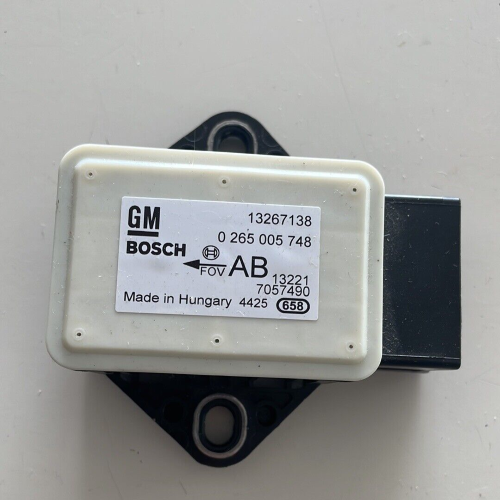 GM 13267138
BOSCH 0 265 005 748
FOV AB 13221
7057490
Made in Hungary 4425 658